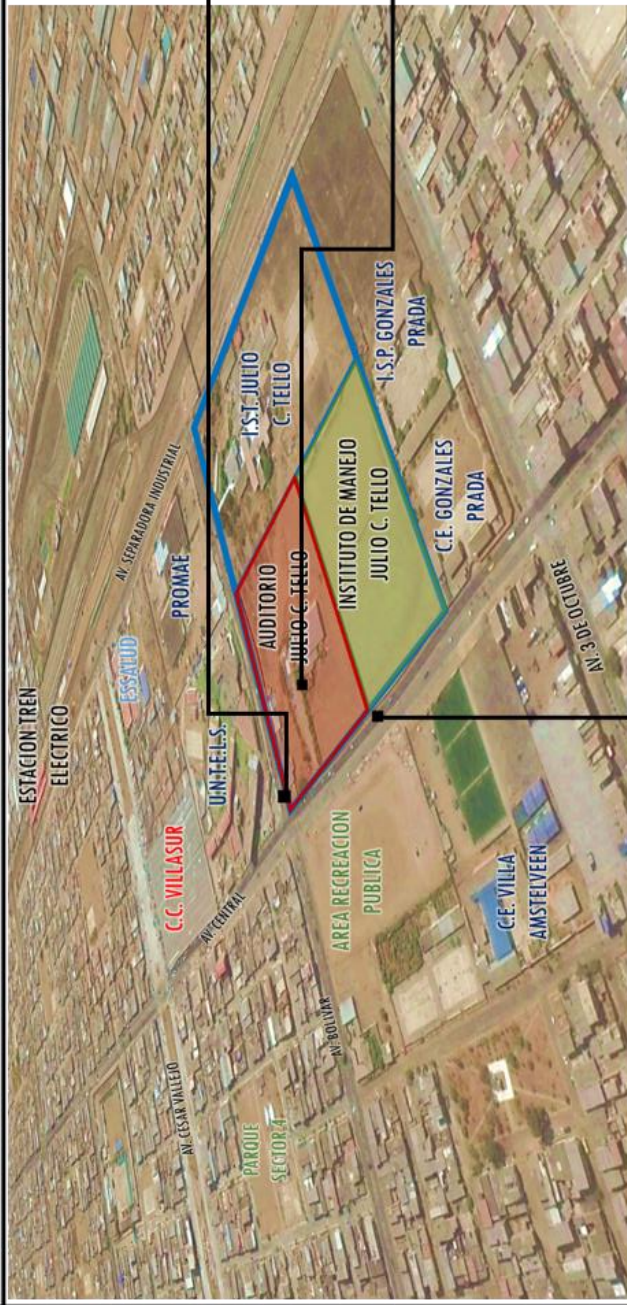 ESTACION TREN
ELECTRICO
AV. SEPARADORA INDUSTRIAL
ESSALUD
PROMAE
C.C. VILLASUR
AV. CESAR VALLEJO
U.N.T.E.L.S.
AV. CENTRAL
I.S.T. JULIO
C. TELLO
PARQUE
SECTOR 4
AUDITORIO
JULIO C. TELLO
AV. BOLIVAR
AREA RECREACION
PUBLICA
INSTITUTO DE MANEJO
JULIO C. TELLO
I.S.P. GONZALES
PRADA
C.E. GONZALES
PRADA
C.E. VILLA
AMSTELVEEN
AV. 3 DE OCTUBRE